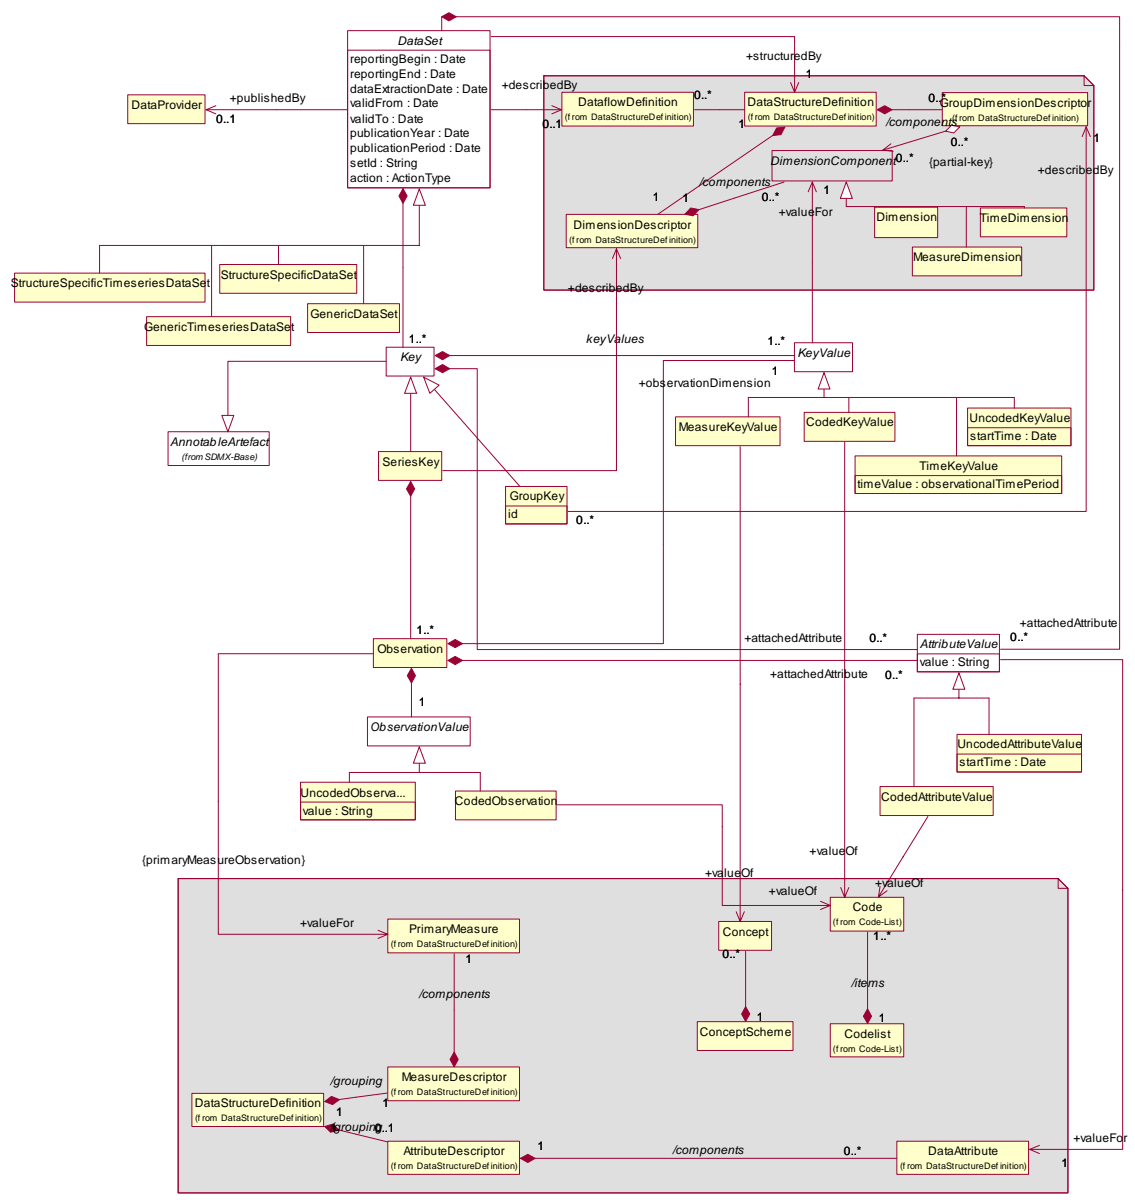 DataSet
reportingBegin : Date
reportingEnd : Date
dataExtractionDate : Date
validFrom : Date
validTo : Date
publicationYear : Date
publicationPeriod : Date
setId : String
action : ActionType
DataProvider
+publishedBy
0..1
+structuredBy
1
+describedBy
0..1
DataflowDefinition
(from DataStructureDefinition)
0..*
DataStructureDefinition
(from DataStructureDefinition)
1
0..*
GroupDimensionDescriptor
(from DataStructureDefinition)
/components
0..*
1
{partial-key}
+describedBy
DimensionComponent
0..*
/components
1
1
0..*
1
+valueFor
DimensionDescriptor
(from DataStructureDefinition)
Dimension
TimeDimension
MeasureDimension
+describedBy
StructureSpecificTimeseriesDataSet
StructureSpecificDataSet
GenericTimeseriesDataSet
GenericDataSet
1..*
Key
keyValues
1..*
KeyValue
1
+observationDimension
AnnotableArtefact
(from SDMX-Base)
MeasureKeyValue
CodedKeyValue
UncodedKeyValue
startTime : Date
TimeKeyValue
timeValue : observationalTimePeriod
SeriesKey
GroupKey
id
0..*
1..*
Observation
+attachedAttribute
0..*
+attachedAttribute
0..*
AttributeValue
value : String
+attachedAttribute
0..*
1
ObservationValue
UncodedObserva...
value : String
CodedObservation
UncodedAttributeValue
startTime : Date
CodedAttributeValue
{primaryMeasureObservation}
+valueOf
+valueOf
+valueOf
+valueOf
+valueFor
PrimaryMeasure
(from DataStructureDefinition)
1
/components
Concept
0..*
Code
(from Code-List)
1..*
/items
1
ConceptScheme
1
Codelist
(from Code-List)
MeasureDescriptor
(from DataStructureDefinition)
/grouping
1
1
DataStructureDefinition
(from DataStructureDefinition)
/grouping
0..1
AttributeDescriptor
(from DataStructureDefinition)
1
/components
0..*
DataAttribute
(from DataStructureDefinition)
+valueFor
1